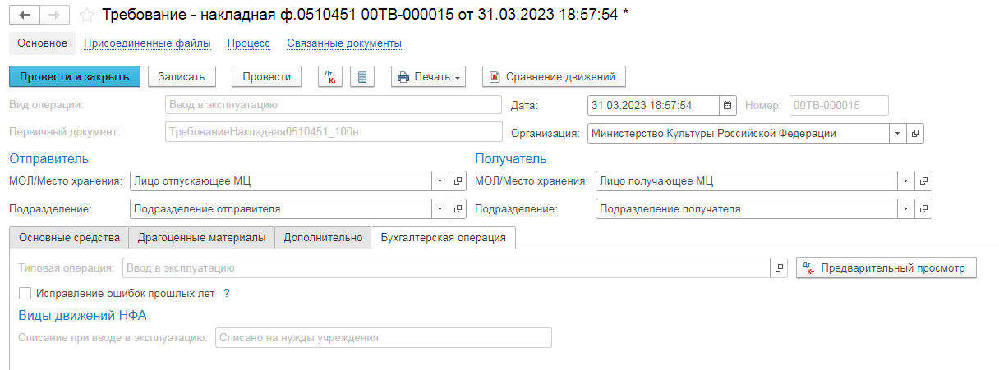 Требование - накладная ф.0510451 00ТВ-000015 от 31.03.2023 18:57:54 *
Основное Присоединенные файлы Процесс Связанные документы
Провести и закрыть Записать Провести Дт Кт Печать Сравнение движений
Вид операции: Ввод в эксплуатацию Дата: 31.03.2023 18:57:54 Номер: 00ТВ-000015
Первичный документ: ТребованиеНакладная0510451_100н Организация: Министерство Культуры Российской Федерации
Отправитель Получатель
МОЛ/Место хранения: Лицо отпускающее МЦ МОЛ/Место хранения: Лицо получающее МЦ
Подразделение: Подразделение отправителя Подразделение: Подразделение получателя
Основные средства Драгоценные материалы Дополнительно Бухгалтерская операция
Типовая операция: Ввод в эксплуатацию Дт Кт Предварительный просмотр
Исправление ошибок прошлых лет ?
Виды движений НФА
Списание при вводе в эксплуатацию: Списано на нужды учреждения